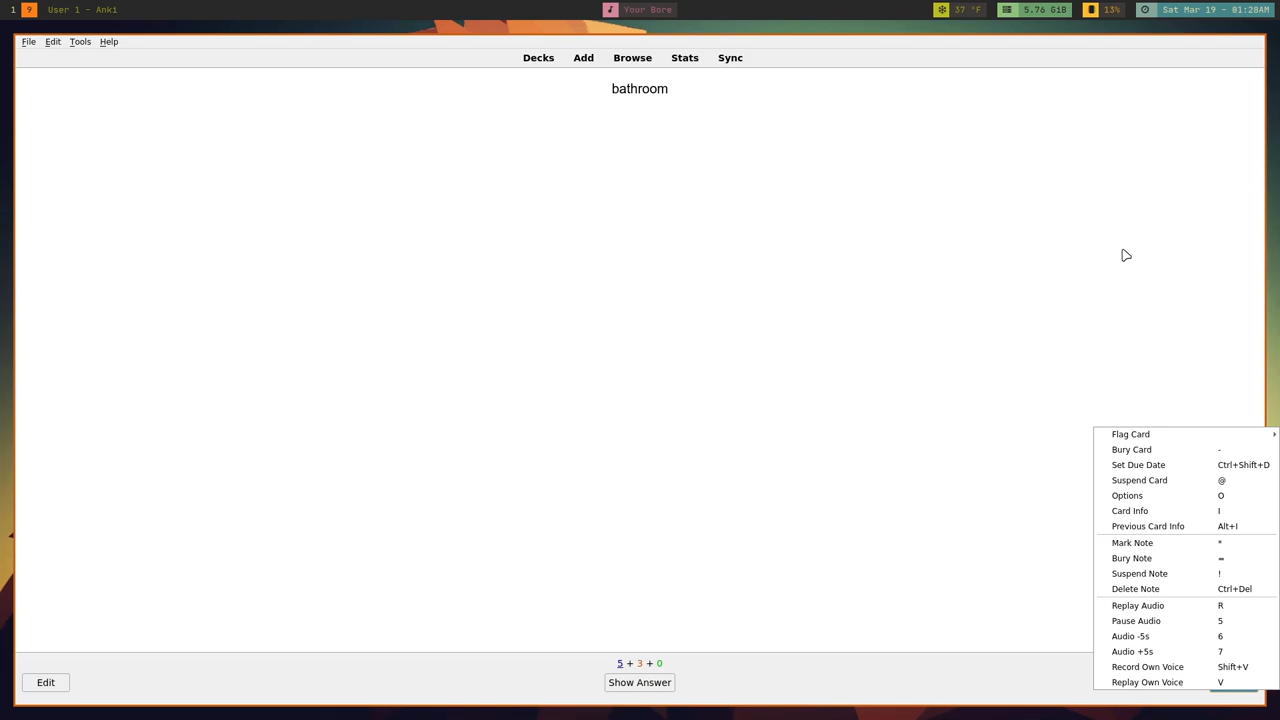 1 9 User 1 - Anki Your Bore 37 °F 5.76 GiB 13% Sat Mar 19 - 01:28AM
File Edit Tools Help
Decks Add Browse Stats Sync
bathroom
Flag Card
Bury Card -
Set Due Date Ctrl+Shift+D
Suspend Card @
Options O
Card Info I
Previous Card Info Alt+I
Mark Note *
Bury Note =
Suspend Note !
Delete Note Ctrl+Del
Replay Audio R
Pause Audio 5
Audio -5s 6
Audio +5s 7
Record Own Voice Shift+V
Replay Own Voice V
5 + 3 + 0
Edit Show Answer